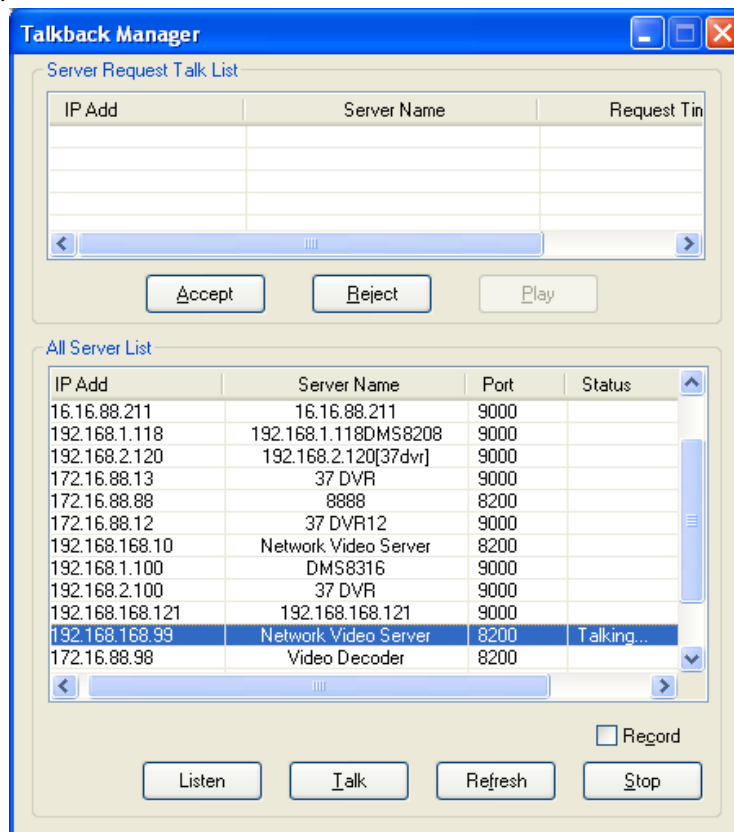 Talkback Manager
Server Request Talk List
IP Add Server Name Request Tin
Accept Reject Play
All Server List
IP Add Server Name Port Status
16.16.88.211 16.16.88.211 9000
192.168.1.118 192.168.1.118DMS8208 9000
192.168.2.120 192.168.2.120[37dvr] 9000
172.16.88.13 37 DVR 9000
172.16.88.88 8888 8200
172.16.88.12 37 DVR12 9000
192.168.168.10 Network Video Server 8200
192.168.1.100 DMS8316 9000
192.168.2.100 37 DVR 9000
192.168.168.121 192.168.168.121 9000
192.168.168.99 Network Video Server 8200 Talking...
172.16.88.98 Video Decoder 8200
Record
Listen Talk Refresh Stop